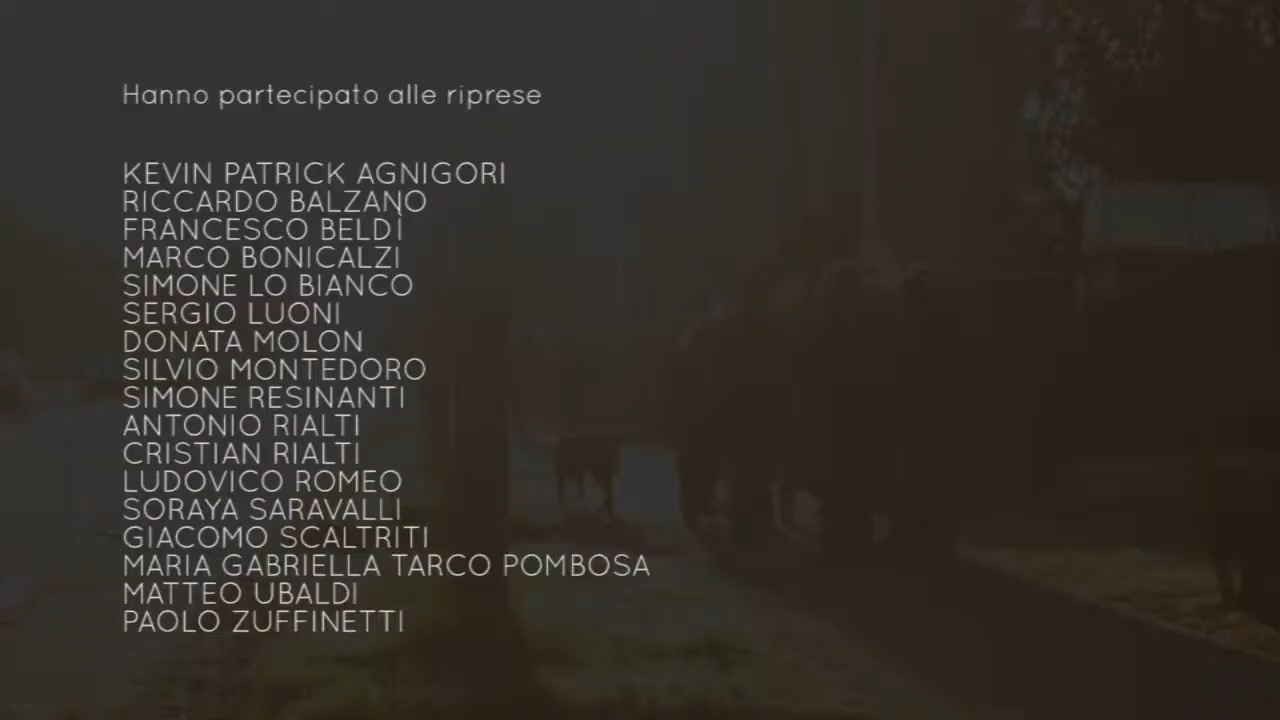 Hanno partecipato alle riprese
KEVIN PATRICK AGNIGORI
RICCARDO BALZANO
FRANCESCO BELDÌ
MARCO BONICALZI
SIMONE LO BIANCO
SERGIO LUONI
DONATA MOLON
SILVIO MONTEDORO
SIMONE RESINANTI
ANTONIO RIALTI
CRISTIAN RIALTI
LUDOVICO ROMEO
SORAYA SARAVALLI
GIACOMO SCALTRITI
MARIA GABRIELLA TARCO POMBOSA
MATTEO UBALDI
PAOLO ZUFFINETTI